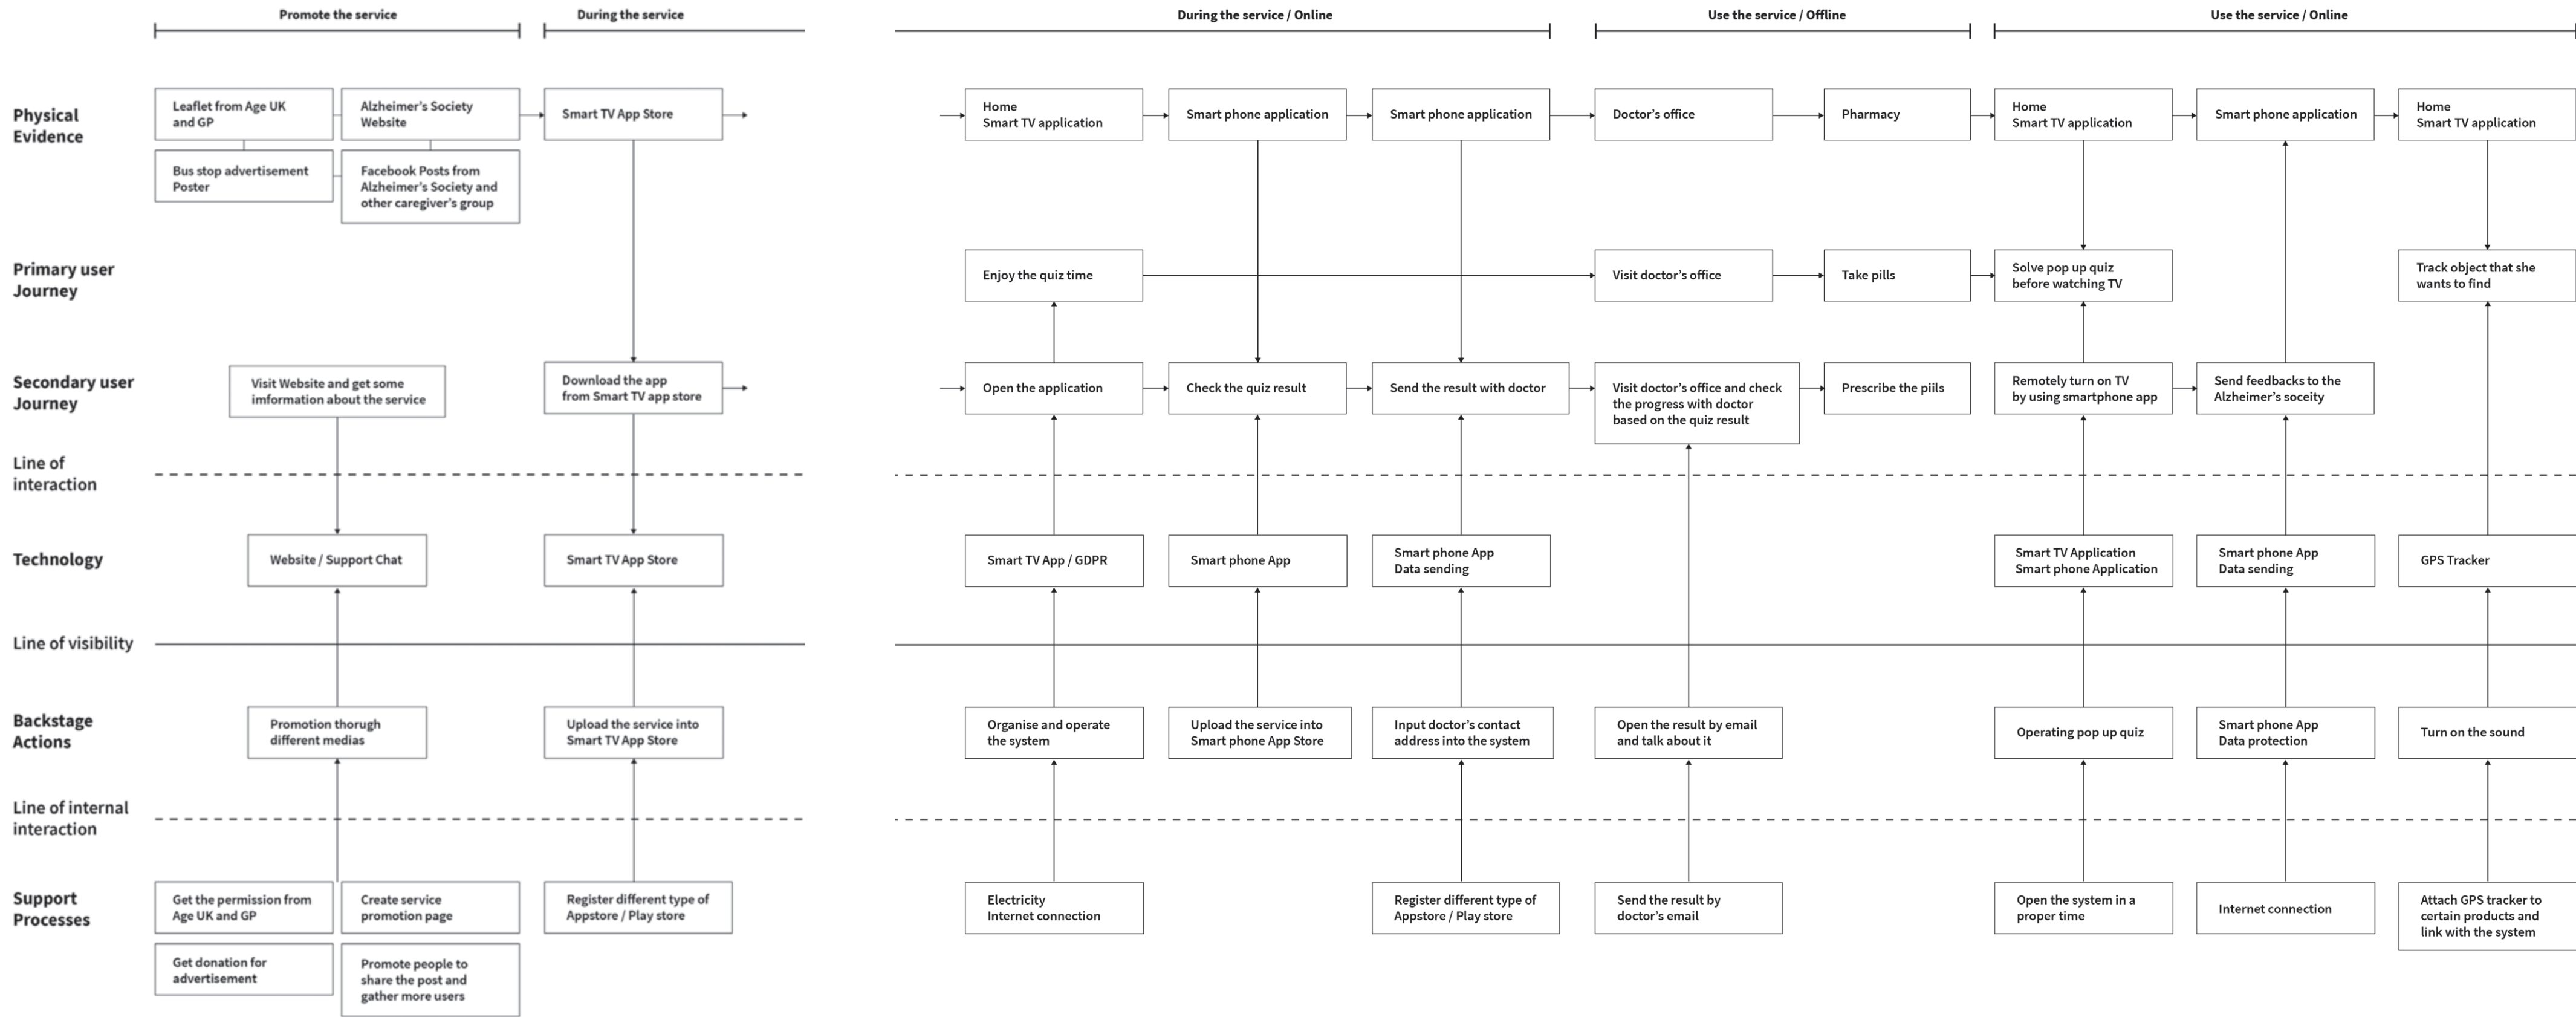 Promote the service
During the service
During the service / Online
Use the service / Offline
Use the service / Online
Physical
Evidence
Leaflet from Age UK
and GP
Alzheimer's Society
Website
Bus stop advertisement
Poster
Facebook Posts from
Alzheimer's Society and
other caregiver's group
Smart TV App Store
Home
Smart TV application
Smart phone application
Smart phone application
Doctor's office
Pharmacy
Home
Smart TV application
Smart phone application
Home
Smart TV application
Primary user
Journey
Enjoy the quiz time
Visit doctor's office
Take pills
Solve pop up quiz
before watching TV
Track object that she
wants to find
Secondary user
Journey
Visit Website and get some
imformation about the service
Download the app
from Smart TV app store
Open the application
Check the quiz result
Send the result with doctor
Visit doctor's office and check
the progress with doctor
based on the quiz result
Prescribe the piils
Remotely turn on TV
by using smartphone app
Send feedbacks to the
Alzheimer's soceity
Line of
interaction
Technology
Website / Support Chat
Smart TV App Store
Smart TV App / GDPR
Smart phone App
Smart phone App
Data sending
Smart TV Application
Smart phone Application
Smart phone App
Data sending
GPS Tracker
Line of visibility
Backstage
Actions
Promotion thorugh
different medias
Upload the service into
Smart TV App Store
Organise and operate
the system
Upload the service into
Smart phone App Store
Input doctor's contact
address into the system
Open the result by email
and talk about it
Operating pop up quiz
Smart phone App
Data protection
Turn on the sound
Line of internal
interaction
Support
Processes
Get the permission from
Age UK and GP
Create service
promotion page
Get donation for
advertisement
Promote people to
share the post and
gather more users
Register different type of
Appstore / Play store
Electricity
Internet connection
Register different type of
Appstore / Play store
Send the result by
doctor's email
Open the system in a
proper time
Internet connection
Attach GPS tracker to
certain products and
link with the system